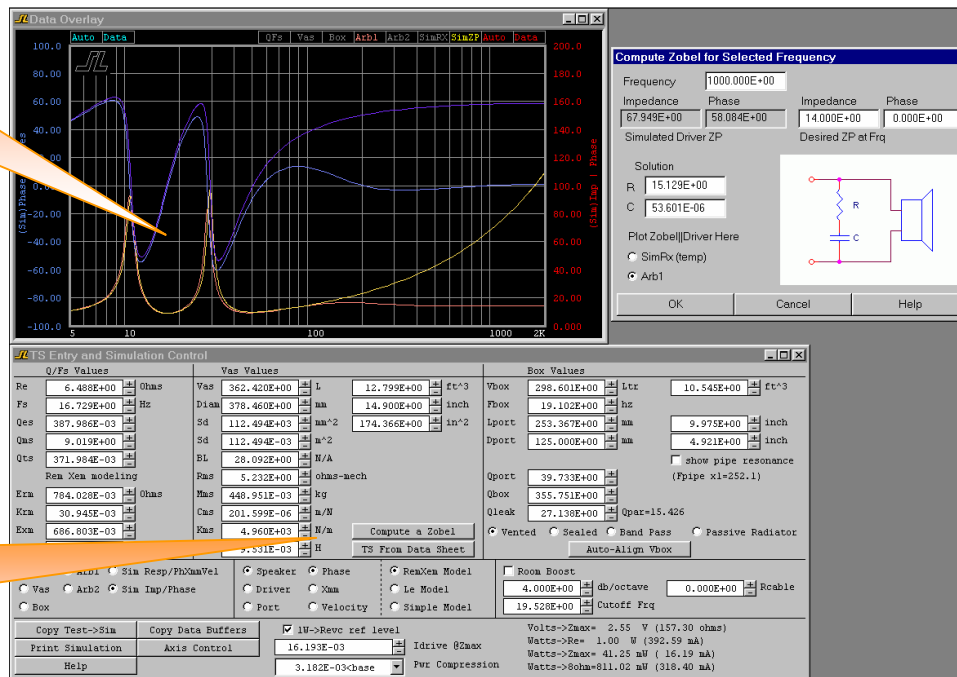 Data Overlay
Auto Data QFs Vas Box Arb1 Arb2 SimRX SimZP Auto Data
100.0 200.0
80.00 180.0
60.00 160.0
40.00 140.0
120.0
0.0 100.0
-20.00 80.00
-40.00 60.00
-60.00 40.00
-80.00 20.00
-100.0 0.000
(Sim)Phase
(Sim)Imp | Phase
5 10 100 1000 2K
Compute Zobel for Selected Frequency
Frequency 1000.000E+00
Impedance Phase Impedance Phase
67.949E+00 58.084E+00 14.000E+00 0.000E+00
Simulated Driver ZP Desired ZP at Frq
Solution
R 15.129E+00
C 53.601E-06
R
C
Plot Zobel||Driver Here
SimRx (temp)
Arb1
OK Cancel Help
TS Entry and Simulation Control
Q/Fs Values Vas Values Box Values
Re 6.488E+00 Ohms Vas 362.420E+00 L 12.799E+00 ft^3 Vbox 298.601E+00 Ltr 10.545E+00 ft^3
Fs 16.729E+00 Hz Diam 378.460E+00 mm 14.900E+00 inch Fbox 19.102E+00 hz
Qes 387.986E-03 Sd 112.494E+03 mm^2 174.366E+00 in^2 Lport 253.367E+00 mm 9.975E+00 inch
Qms 9.019E+00 Sd 112.494E-03 m^2 Dport 125.000E+00 mm 4.921E+00 inch
Qts 371.984E-03 BL 28.092E+00 N/A show pipe resonance
Rem Xem modeling Rms 5.232E+00 ohms-mech Qport 39.733E+00 (Fpipe x1=252.1)
Erm 784.028E-03 Ohms Mms 448.951E-03 kg Qbox 355.751E+00
Krm 30.945E-03 Cms 201.599E-06 m/N Qleak 27.138E+00 Qpar=15.426
Exm 686.803E-03 Kms 4.960E+03 N/m Compute a Zobel Vented Sealed Band Pass Passive Radiator
9.531E-03 H TS From Data Sheet Auto-Align Vbox
Arb1 Sim Resp/PhXmmVel Speaker Phase RemXem Model Room Boost
Vas Arb2 Sim Imp/Phase Driver Xmm Le Model 4.000E+00 db/octave 0.000E+00 Rcable
Box Port Velocity Simple Model 19.528E+00 Cutoff Frq
Copy Test->Sim Copy Data Buffers 1W->Revc ref level Volts->Zmax= 2.55 V (157.30 ohms)
Print Simulation Axis Control 16.193E-03 Idrive @Zmax Watts->Re= 1.00 W (392.59 mA)
Watts->Zmax= 41.25 mW ( 16.19 mA)
Help 3.182E-03<base Pwr Compression Watts->8ohm=811.02 mW (318.40 mA)